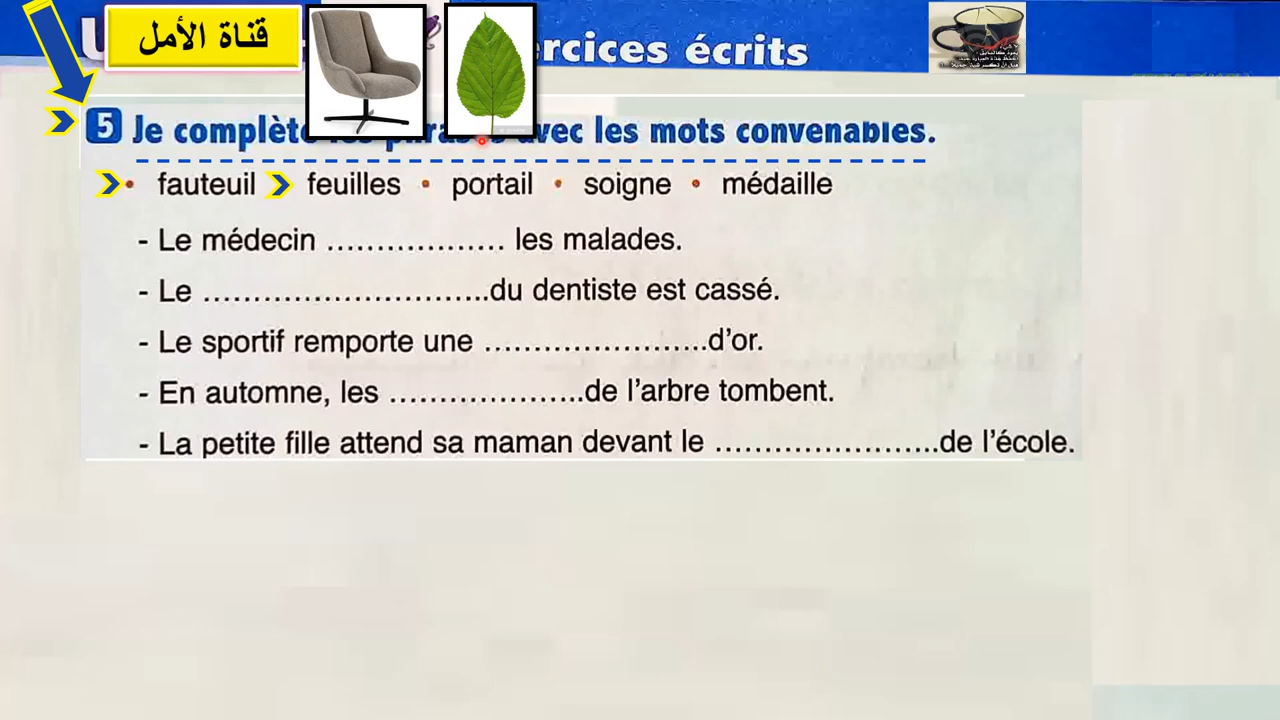 قناة الأمل
ercices écrits
5 Je complète les phrases avec les mots convenables.
• fauteuil feuilles • portail • soigne • médaille
- Le médecin .................. les malades.
- Le .............................du dentiste est cassé.
- Le sportif remporte une .......................d'or.
- En automne, les ....................de l'arbre tombent.
- La petite fille attend sa maman devant le .......................de l'école.